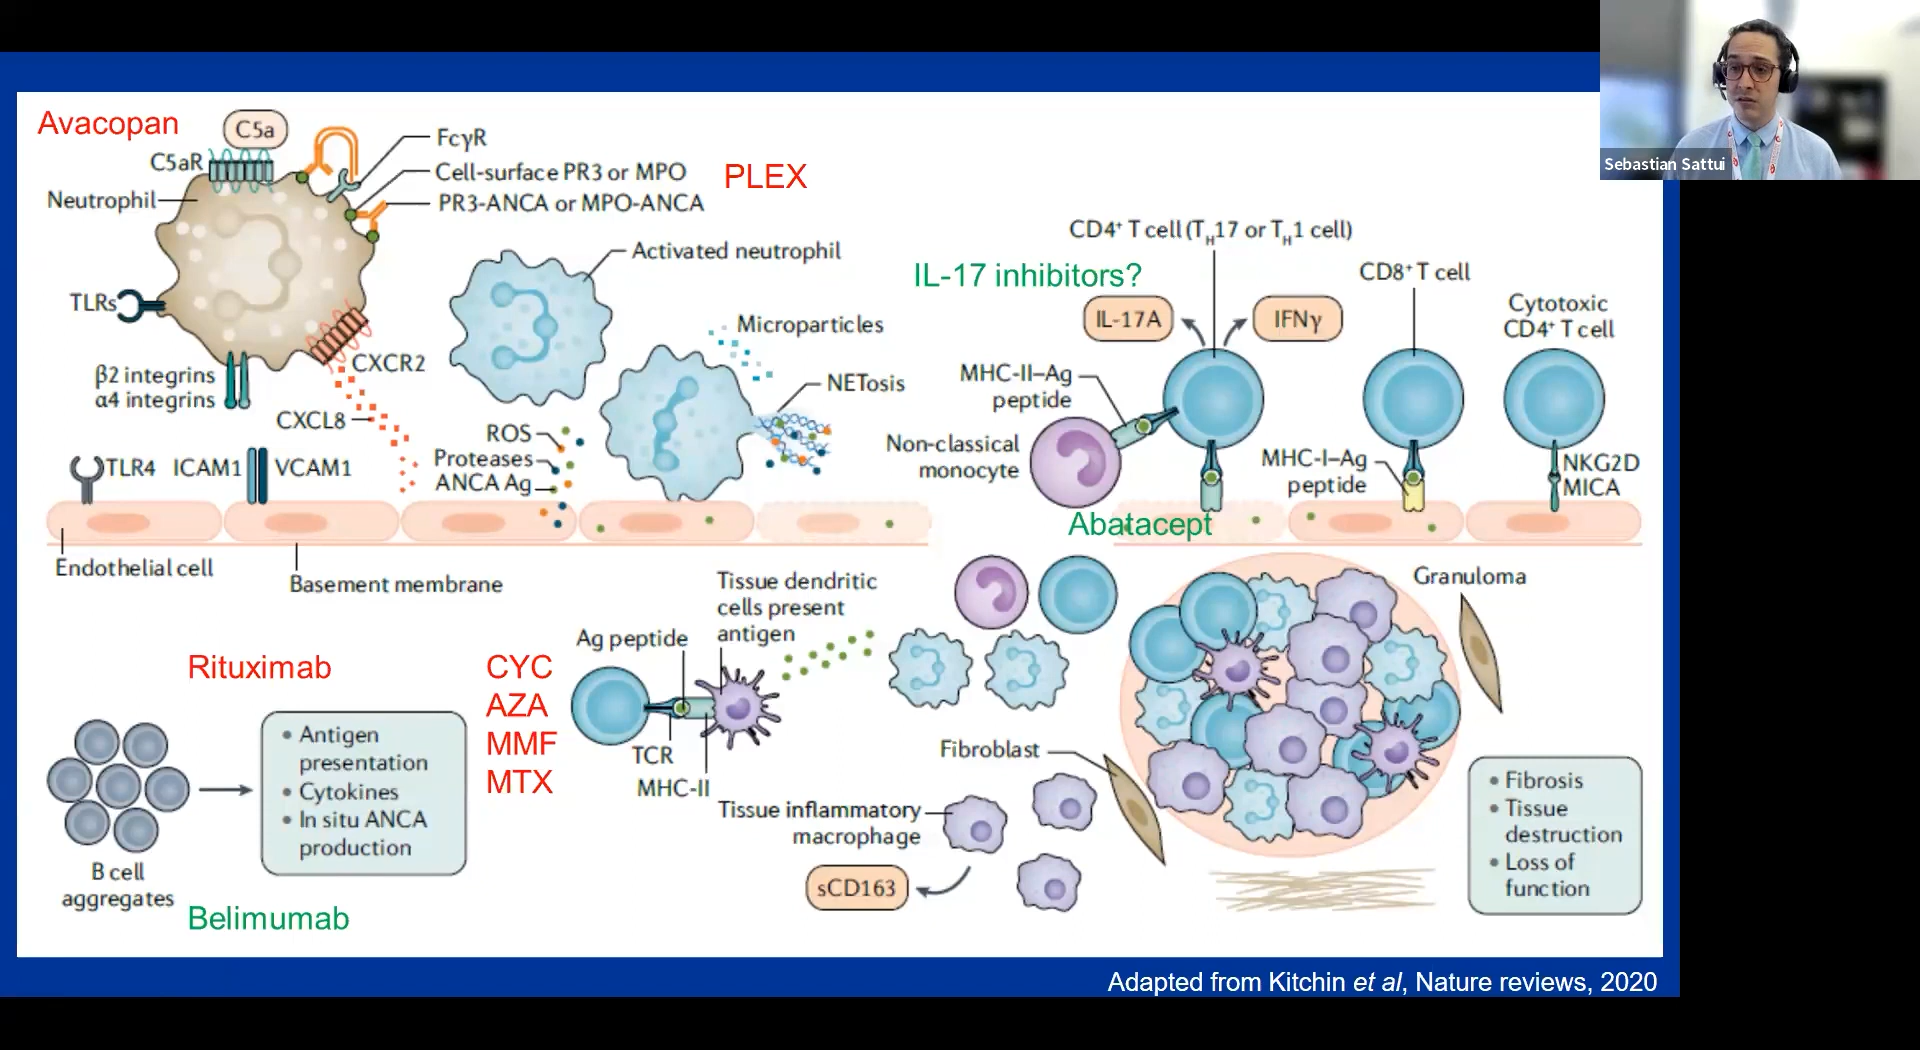 Avacopan
C5a
C5aR
Neutrophil
FcγR
Cell-surface PR3 or MPO
PR3-ANCA or MPO-ANCA
PLEX
TLRs
β2 integrins
α4 integrins
CXCR2
CXCL8
TLR4
ICAM1
VCAM1
Activated neutrophil
Microparticles
NETosis
ROS
Proteases
ANCA Ag
Endothelial cell
Basement membrane
IL-17 inhibitors?
CD4⁺ T cell (TH17 or TH1 cell)
IL-17A
IFNγ
CD8⁺ T cell
Cytotoxic
CD4⁺ T cell
MHC-II–Ag
peptide
Non-classical
monocyte
MHC-I–Ag
peptide
NKG2D
MICA
Abatacept
Rituximab
B cell
aggregates
• Antigen
presentation
• Cytokines
• In situ ANCA
production
Belimumab
CYC
AZA
MMF
MTX
Ag peptide
Tissue dendritic
cells present
antigen
TCR
MHC-II
Tissue inflammatory
macrophage
sCD163
Fibroblast
Granuloma
• Fibrosis
• Tissue
destruction
• Loss of
function
Adapted from Kitchin et al, Nature reviews, 2020
Sebastian Sattui